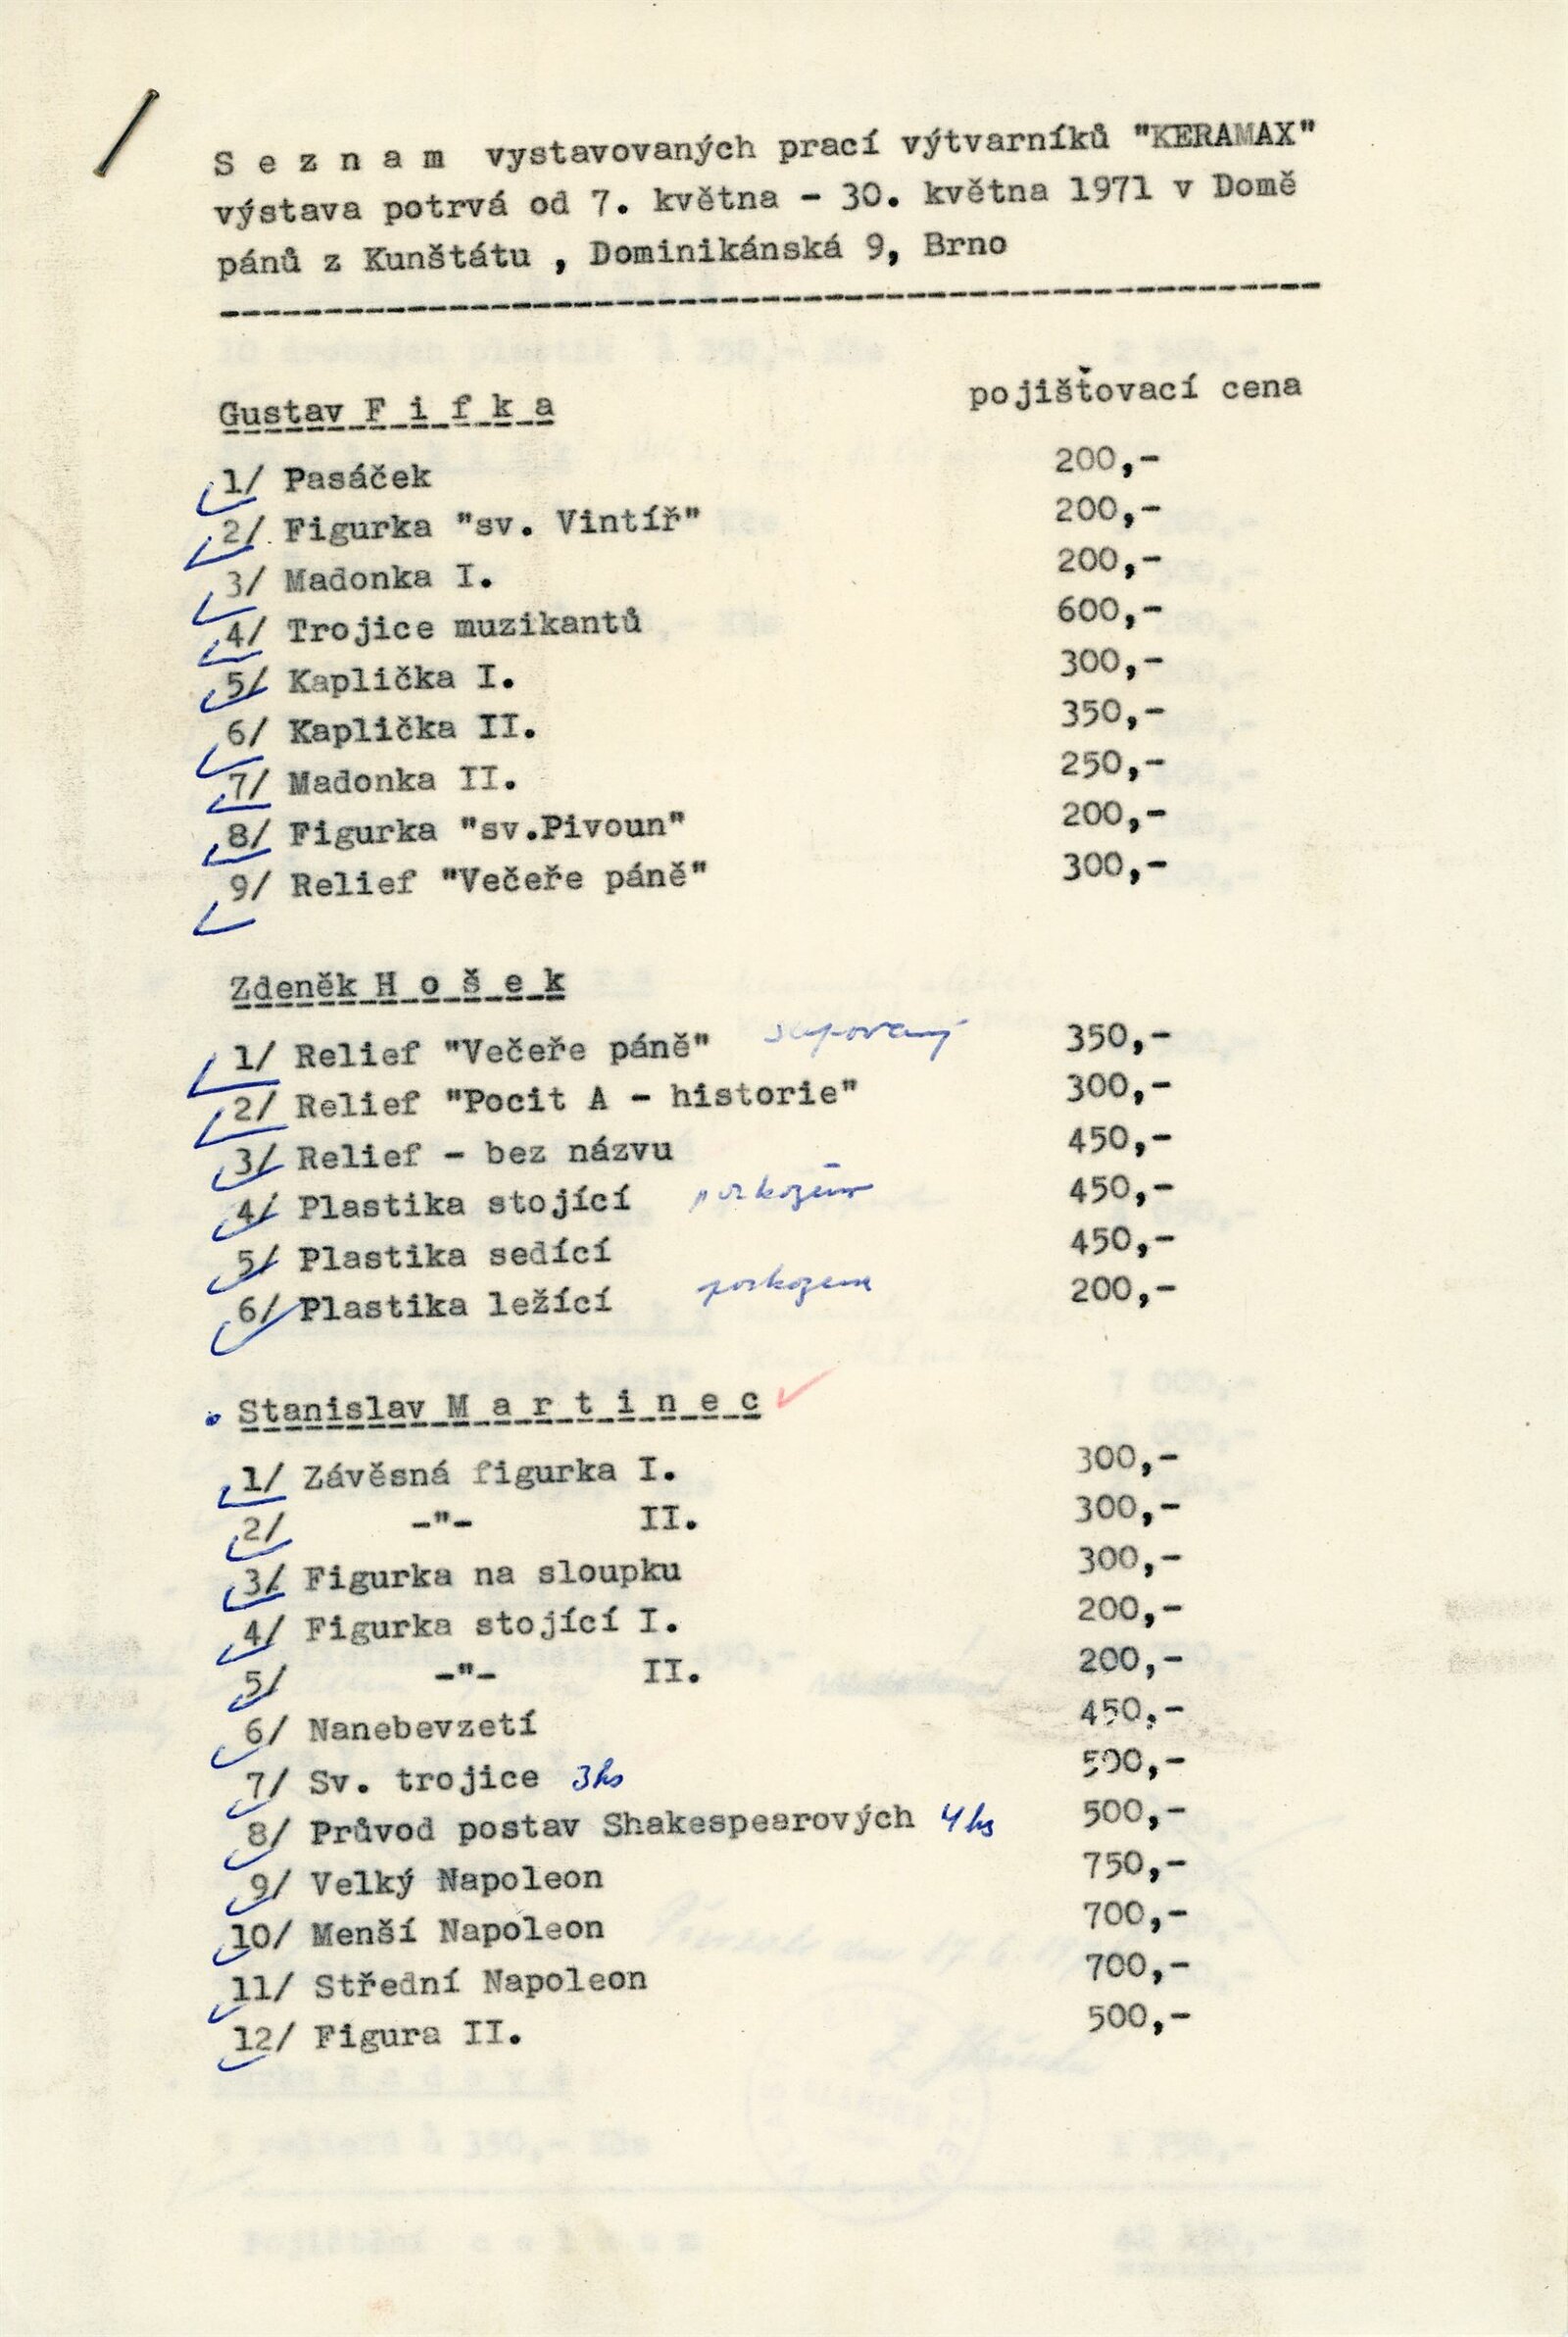 S e z n a m vystavovaných prací výtvarníků "KERAMAX"
výstava potrvá od 7. května - 30. května 1971 v Domě
pánů z Kunštátu , Dominikánská 9, Brno
pojišťovací cena
Gustav F i f k a
1/ Pasáček 200,-
2/ Figurka "sv. Vintíř" 200,-
3/ Madonka I. 200,-
4/ Trojice muzikantů 600,-
5/ Kaplička I. 300,-
6/ Kaplička II. 350,-
7/ Madonka II. 250,-
8/ Figurka "sv.Pivoun" 200,-
9/ Relief "Večeře páně" 300,-
Zdeněk H o š e k
1/ Relief "Večeře páně" 350,-
2/ Relief "Pocit A - historie" 300,-
3/ Relief - bez názvu 450,-
4/ Plastika stojící 450,-
5/ Plastika sedící 450,-
6/ Plastika ležící 200,-
Stanislav M a r t i n e c
1/ Závěsná figurka I. 300,-
2/ -"- II. 300,-
3/ Figurka na sloupku 300,-
4/ Figurka stojící I. 200,-
5/ -"- II. 200,-
6/ Nanebevzetí 450,-
7/ Sv. trojice 3ks 500,-
8/ Průvod postav Shakespearových 4ks 500,-
9/ Velký Napoleon 750,-
10/ Menší Napoleon 700,-
11/ Střední Napoleon 700,-
12/ Figura II. 500,-